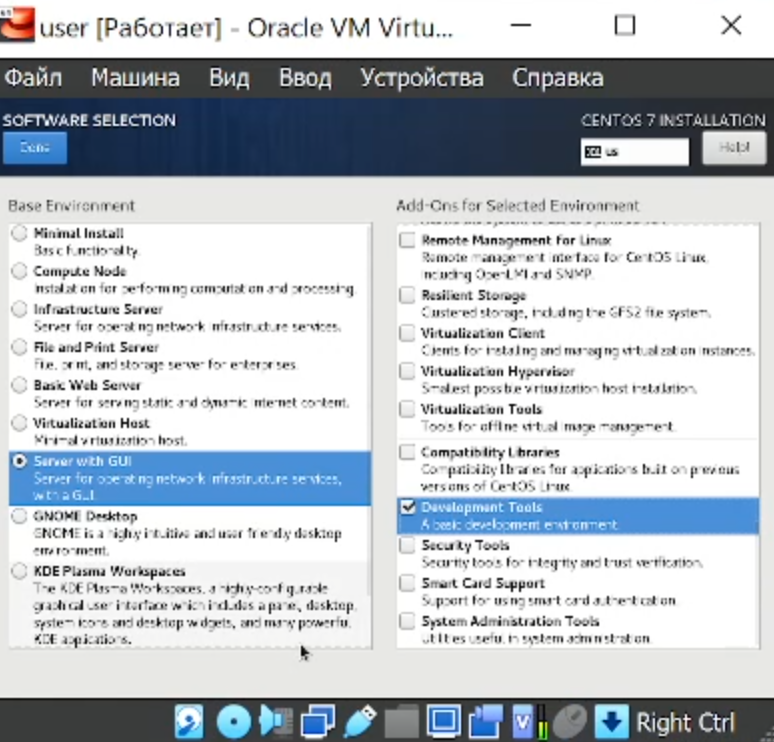 user [Работает] - Oracle VM Virtu...
Файл Машина Вид Ввод Устройства Справка
SOFTWARE SELECTION
CENTOS 7 INSTALLATION
Done
us
Help!
Base Environment
Minimal Install
Basic functionality.
Compute Node
Installation for performing computation and processing.
Infrastructure Server
Server for operating network infrastructure services.
File and Print Server
File, print, and storage server for enterprises.
Basic Web Server
Server for serving static and dynamic internet content.
Virtualization Host
Minimal virtualization host.
Server with GUI
Server for operating network infrastructure services,
with a GUI.
GNOME Desktop
GNOME is a highly intuitive and user friendly desktop
environment.
KDE Plasma Workspaces
The KDE Plasma Workspaces, a highly-configurable
graphical user interface which includes a panel, desktop,
system icons and desktop widgets, and many powerful
KDE applications.
Add-Ons for Selected Environment
Remote Management for Linux
Remote management interface for CentOS Linux,
including OpenLMI and SNMP.
Resilient Storage
Clustered storage, including the GFS2 file system.
Virtualization Client
Clients for installing and managing virtualization instances.
Virtualization Hypervisor
Smallest possible virtualization host installation.
Virtualization Tools
Tools for offline virtual image management.
Compatibility Libraries
Compatibility libraries for applications built on previous
versions of CentOS Linux.
Development Tools
A basic development environment.
Security Tools
Security tools for integrity and trust verification.
Smart Card Support
Support for using smart card authentication.
System Administration Tools
Utilities useful in system administration.
Right Ctrl